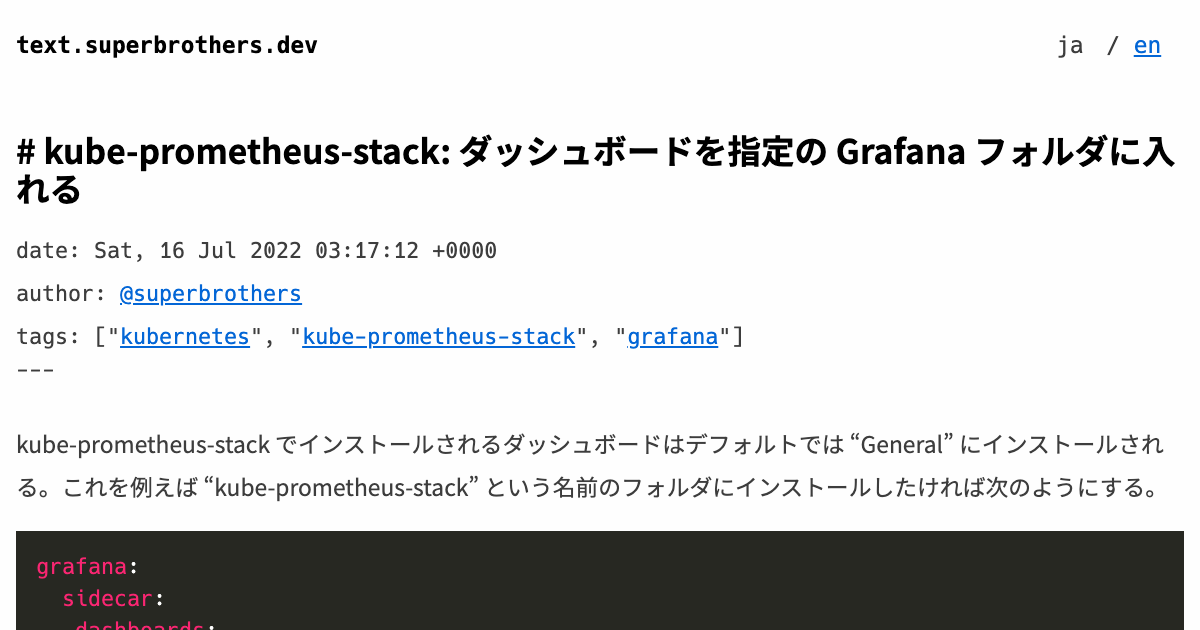 text.superbrothers.dev
ja / en
# kube-prometheus-stack: ダッシュボードを指定の Grafana フォルダに入
れる
date: Sat, 16 Jul 2022 03:17:12 +0000
author: @superbrothers
tags: ["kubernetes", "kube-prometheus-stack", "grafana"]
---
kube-prometheus-stack でインストールされるダッシュボードはデフォルトでは “General” にインストールされ
る。これを例えば “kube-prometheus-stack” という名前のフォルダにインストールしたければ次のようにする。
grafana:
sidecar:
dashboards: